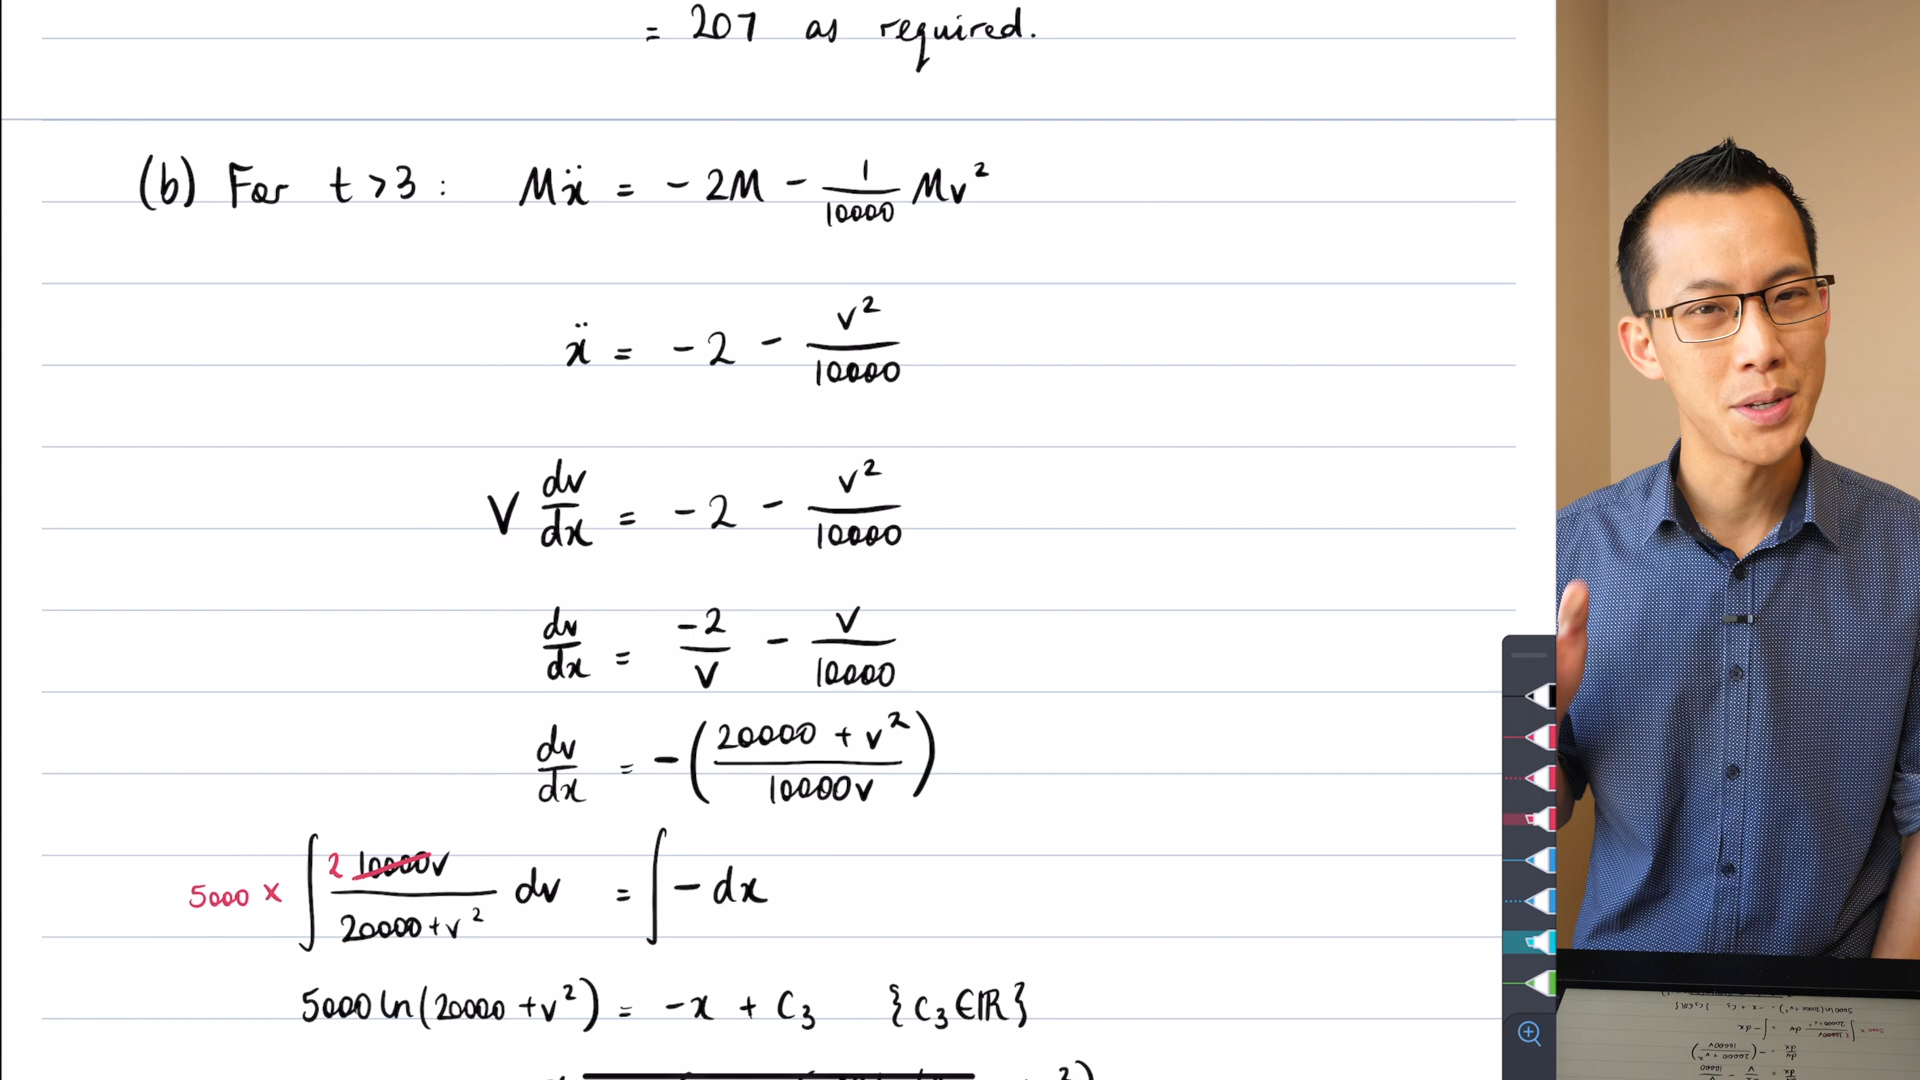 = 207 as required.
(b) For t > 3 : Mẍ = - 2M - 1/10000 Mv²
ẍ = - 2 - v²/10000
v dv/dx = - 2 - v²/10000
dv/dx = -2/v - v/10000
dv/dx = - ( 20000 + v² / 10000v )
5000 × ∫ 2 10000v / 20000 + v² dv = ∫ - dx
5000 ln(20000 + v²) = -x + C₃ {C₃ ∈ ℝ}